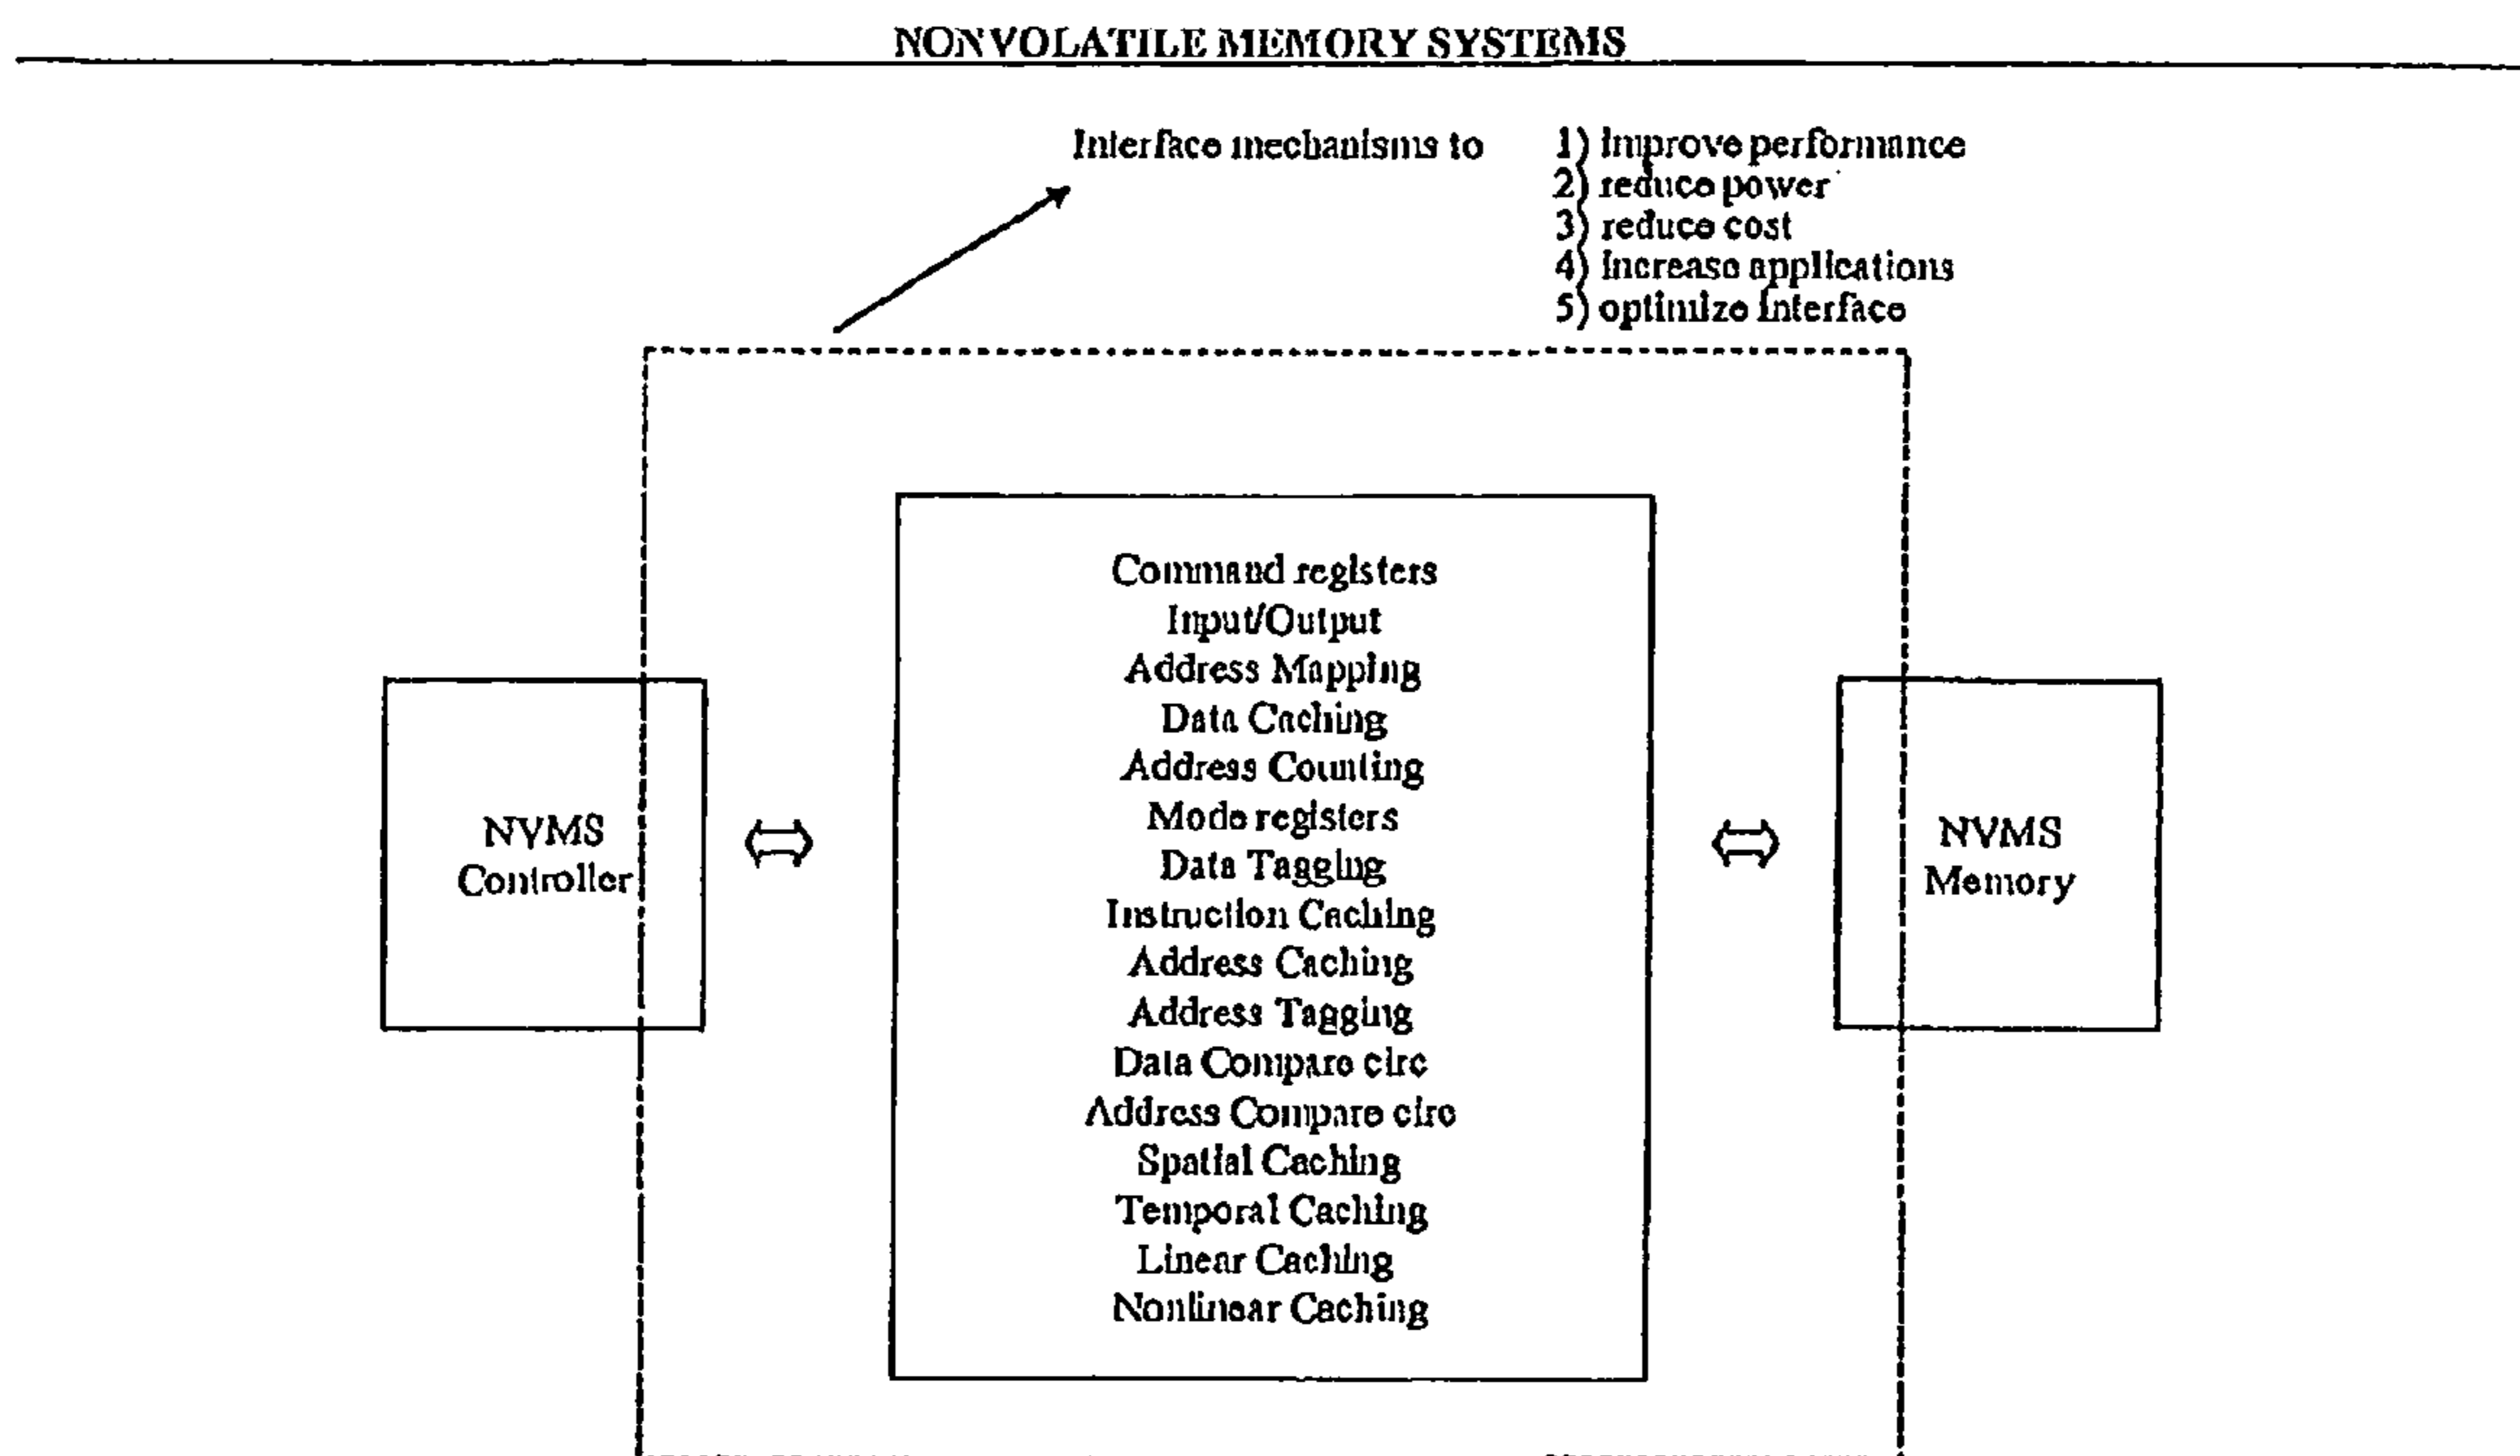 NONVOLATILE MEMORY SYSTEMS
Interface mechanisms to
1) Improve performance
2) reduce power
3) reduce cost
4) Increase applications
5) optimize Interface
Command registers
Input/Output
Address Mapping
Data Caching
Address Counting
Mode registers
Data Tagging
Instruction Caching
Address Caching
Address Tagging
Data Compare circ
Address Compare circ
Spatial Caching
Temporal Caching
Linear Caching
Nonlinear Caching
NVMS
Controller
NVMS
Memory